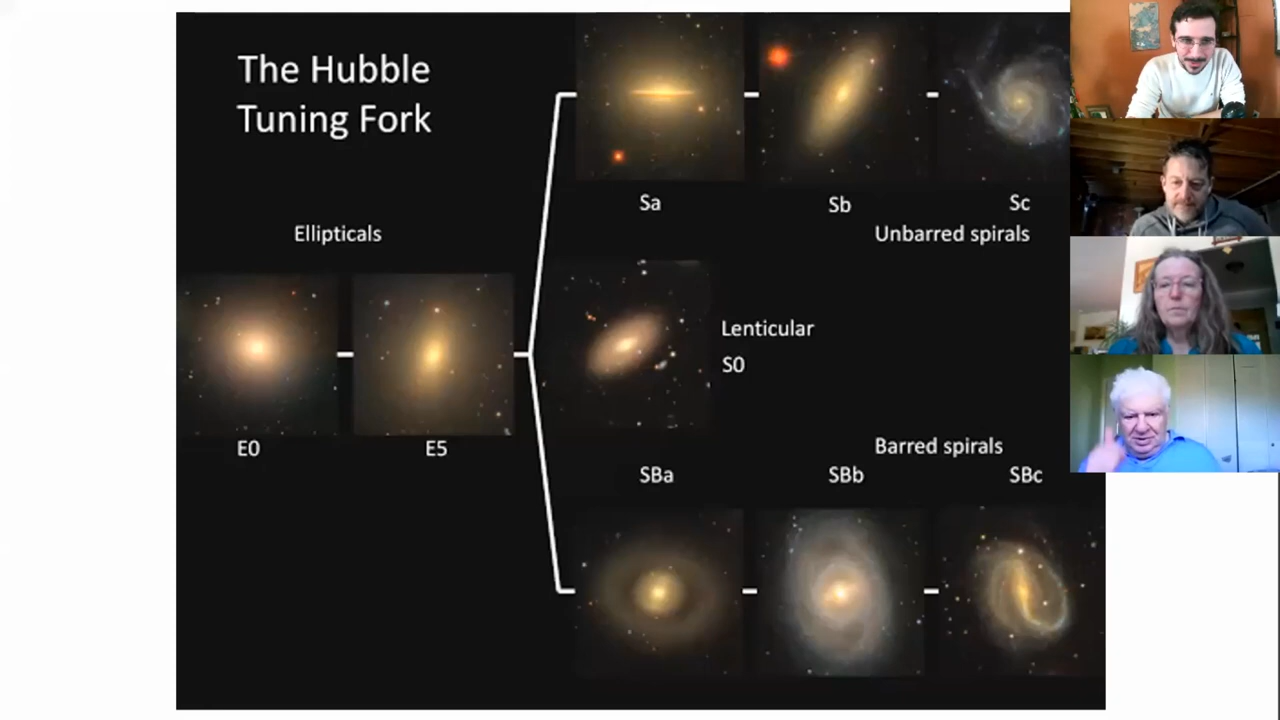 The Hubble
Tuning Fork
Sa
Sb
Sc
Ellipticals
Unbarred spirals
Lenticular
S0
E0
E5
Barred spirals
SBa
SBb
SBc